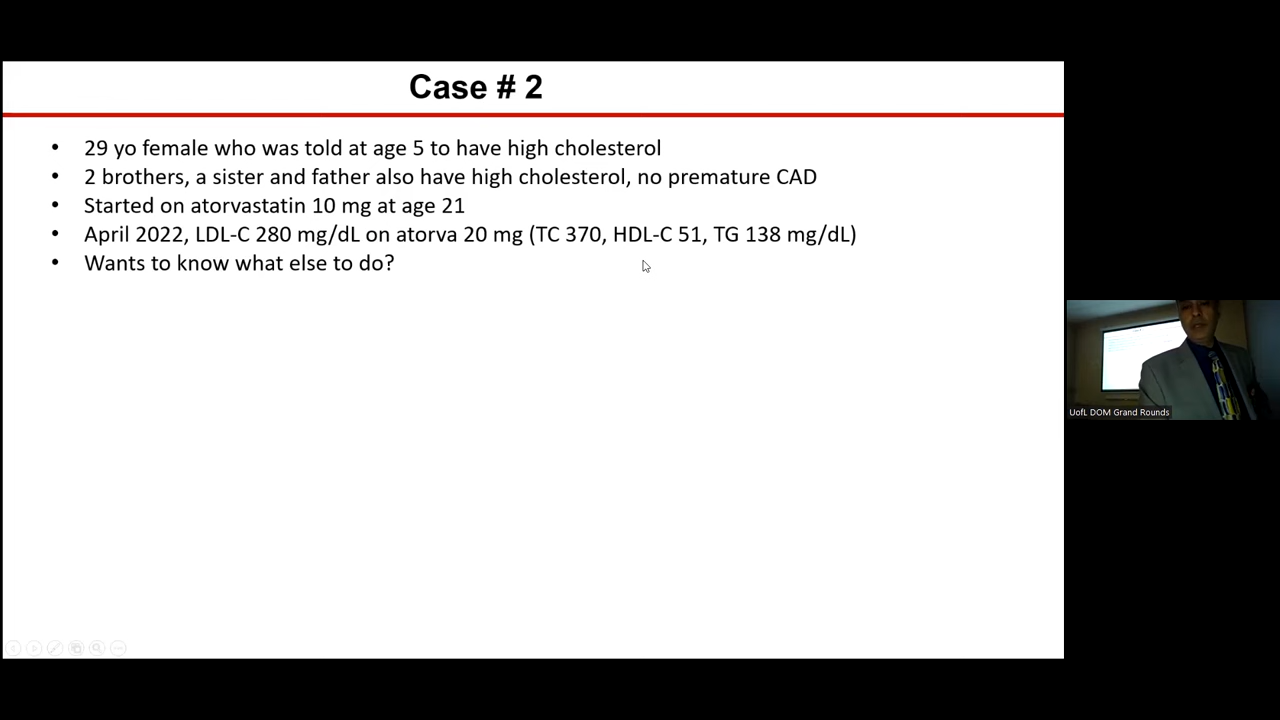 Case # 2
• 29 yo female who was told at age 5 to have high cholesterol
• 2 brothers, a sister and father also have high cholesterol, no premature CAD
• Started on atorvastatin 10 mg at age 21
• April 2022, LDL-C 280 mg/dL on atorva 20 mg (TC 370, HDL-C 51, TG 138 mg/dL)
• Wants to know what else to do?
UofL DOM Grand Rounds